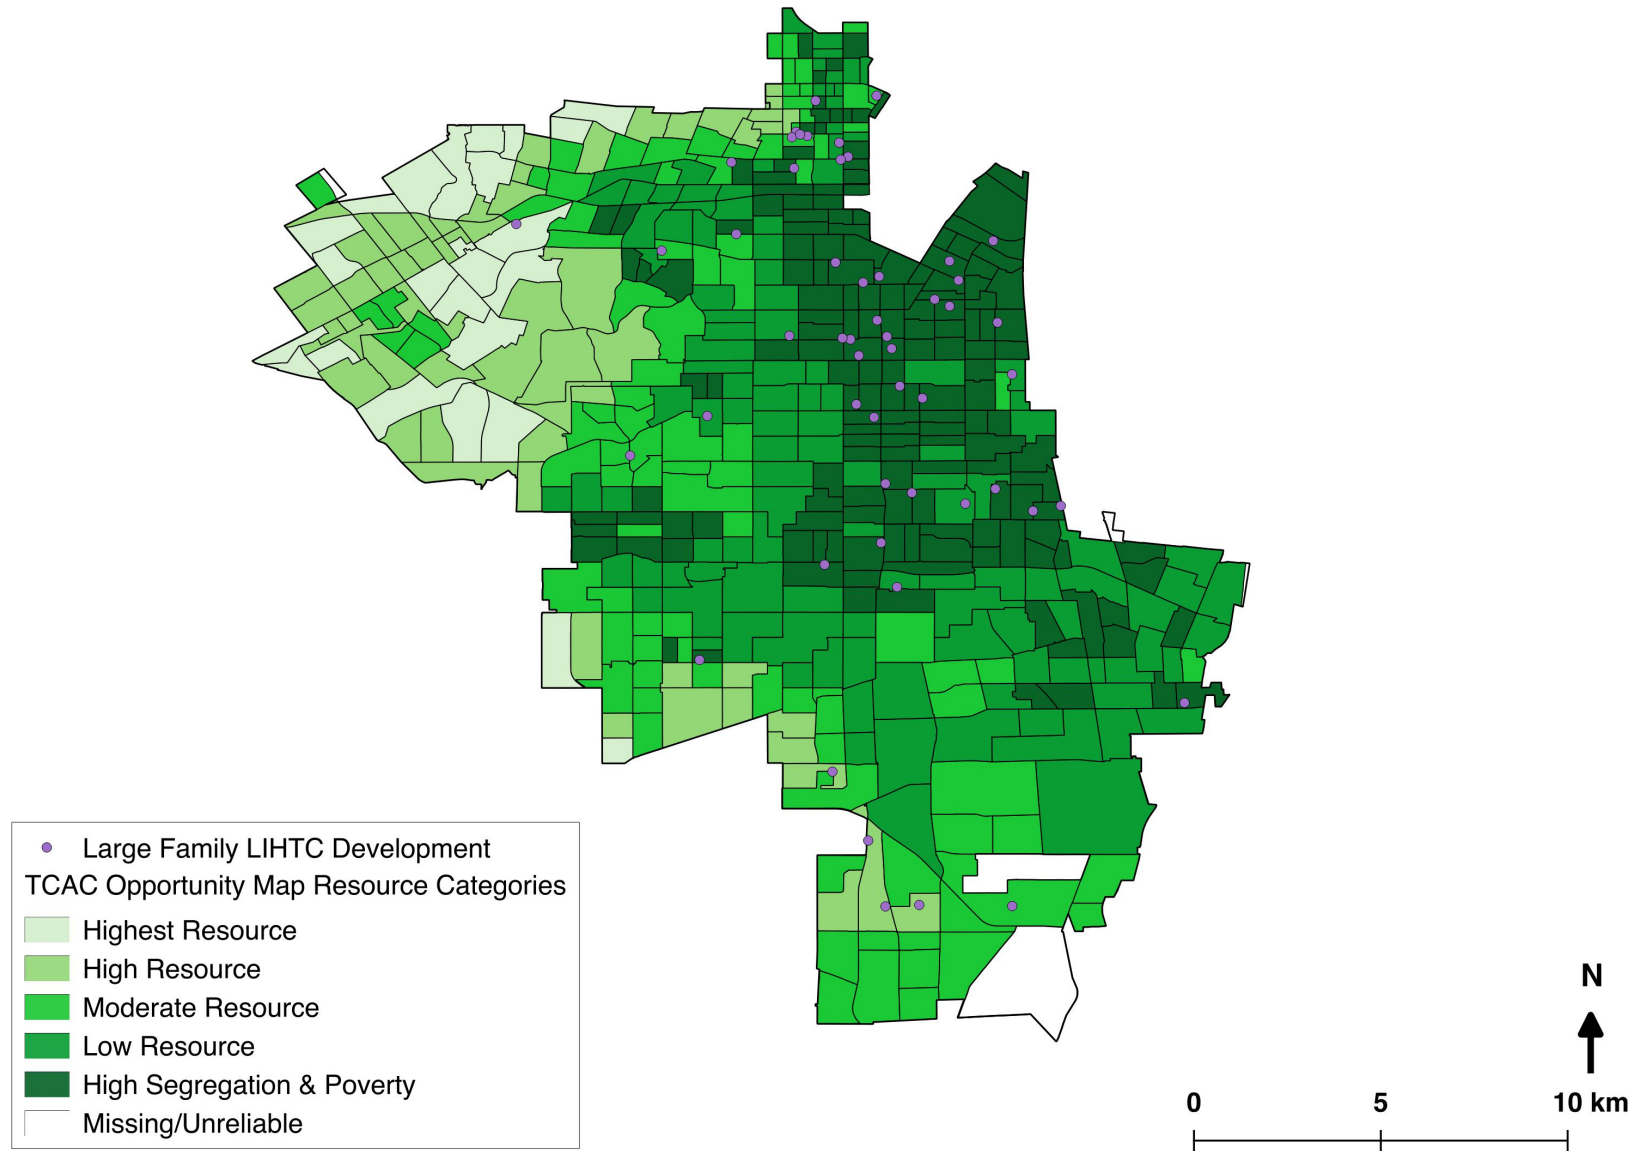 Large Family LIHTC Development
TCAC Opportunity Map Resource Categories
Highest Resource
High Resource
Moderate Resource
Low Resource
High Segregation & Poverty
Missing/Unreliable
N
0 5 10 km